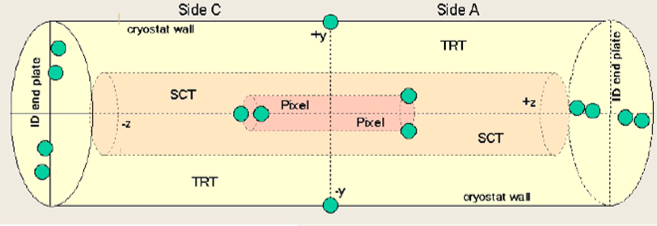 Side C
Side A
cryostat wall
+y
TRT
ID end plate
ID end plate
SCT
Pixel
+z
-z
Pixel
SCT
TRT
-y
cryostat wall